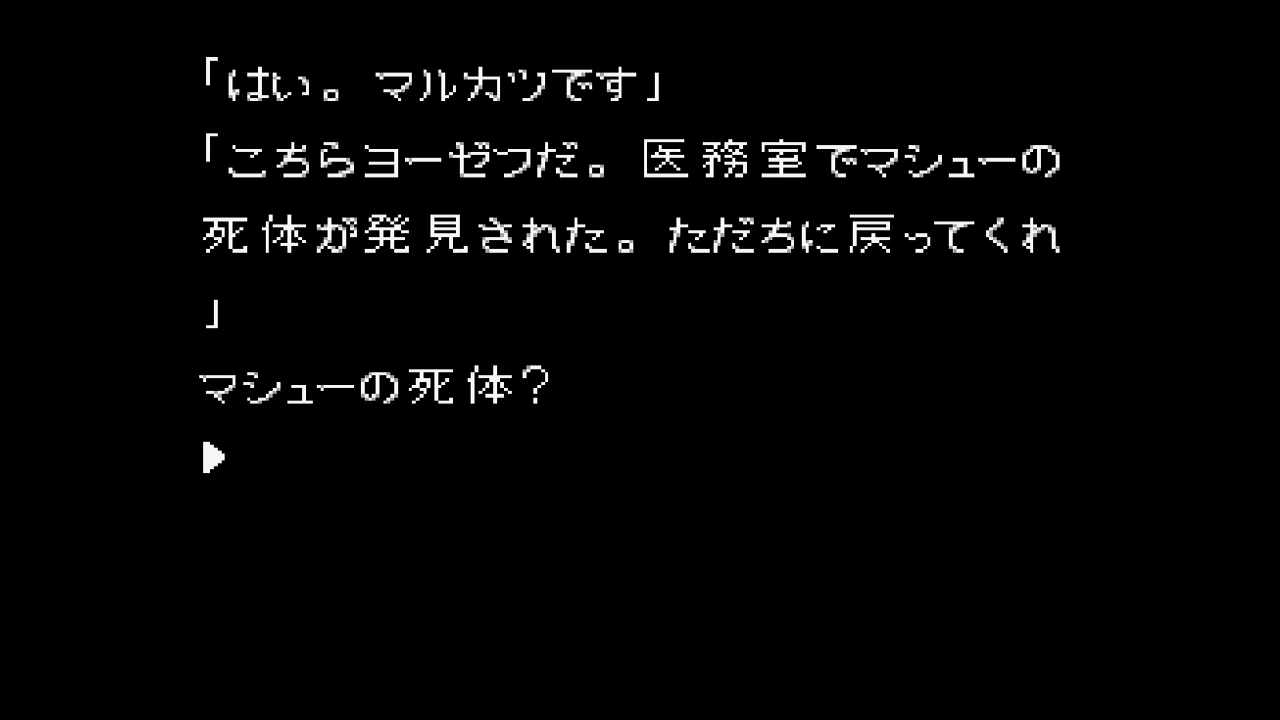 「はい。マルカツです」
「こちらヨーゼフだ。医務室でマシューの
死体が発見された。ただちに戻ってくれ
」
マシューの死体?